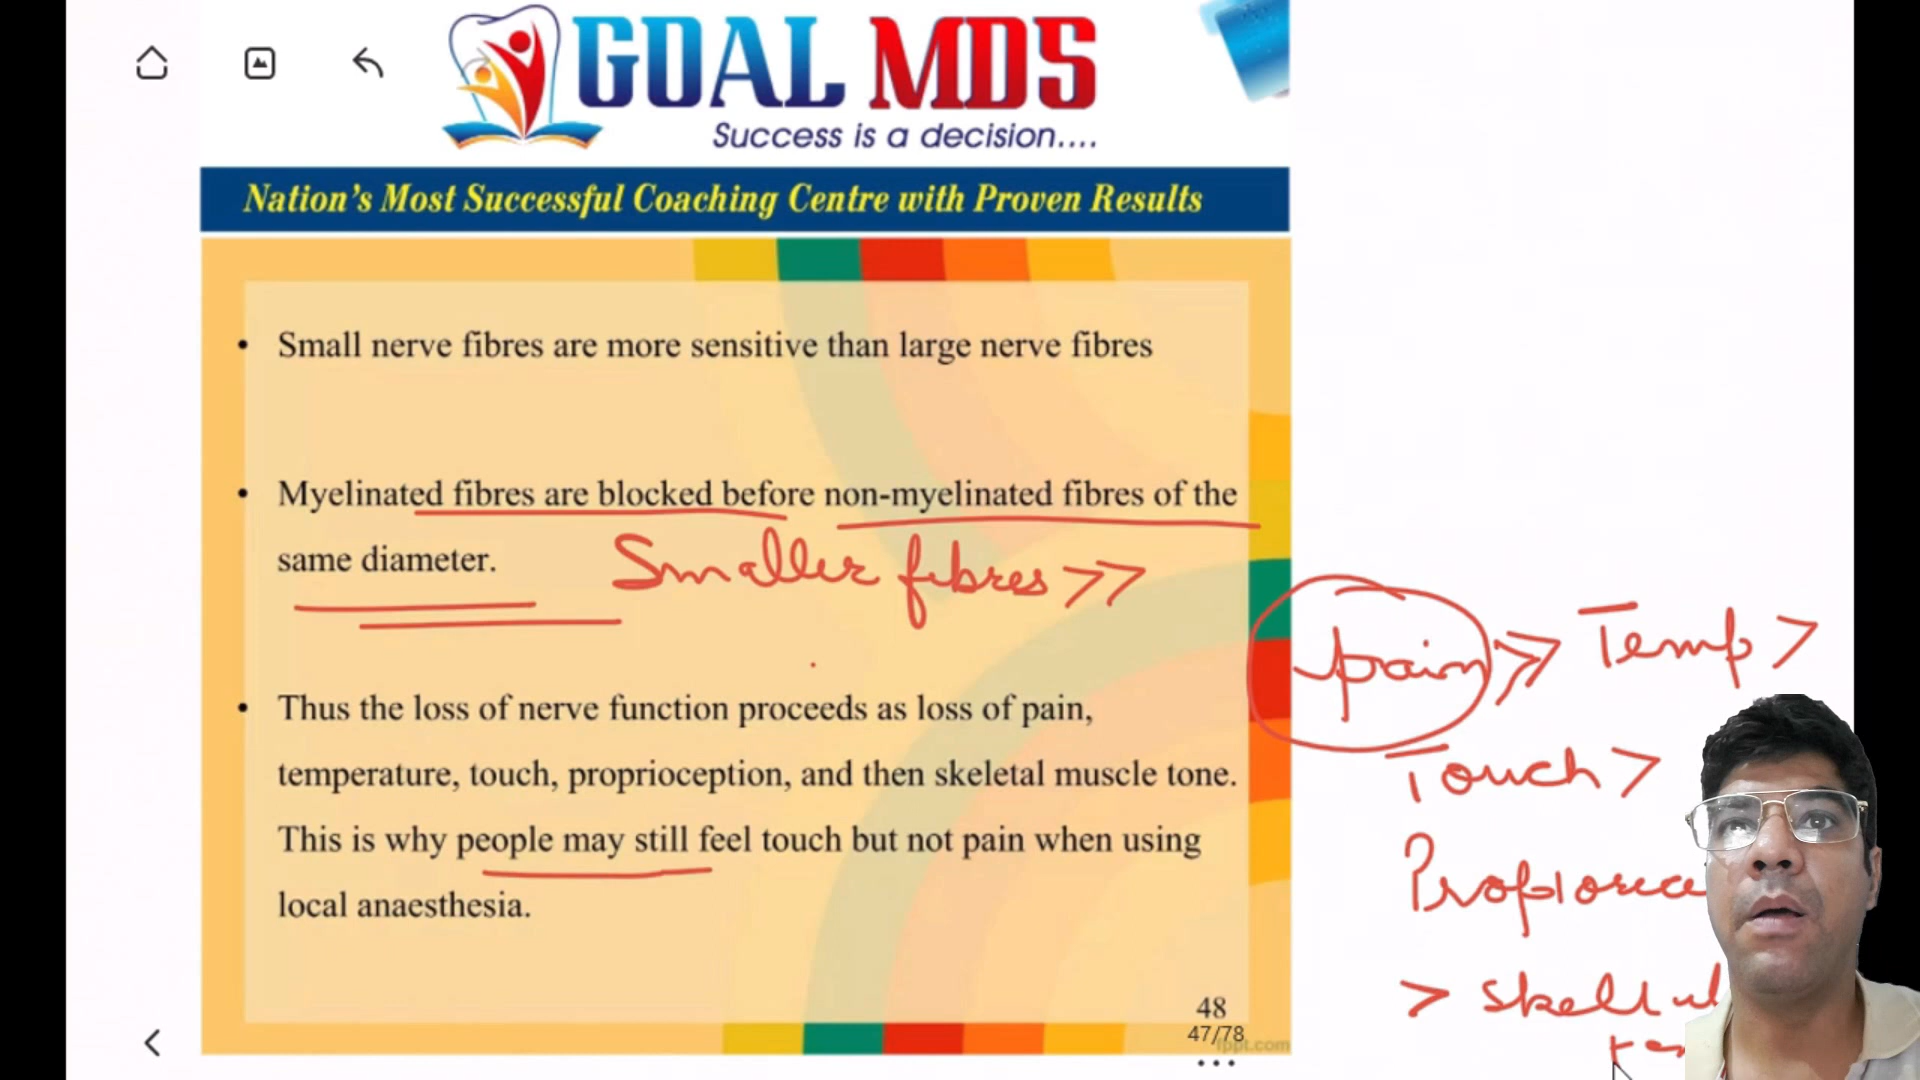 GOAL MDS
Success is a decision....
Nation's Most Successful Coaching Centre with Proven Results
• Small nerve fibres are more sensitive than large nerve fibres
• Myelinated fibres are blocked before non-myelinated fibres of the
same diameter.
Smaller fibres >>
pain >> Temp >
• Thus the loss of nerve function proceeds as loss of pain,
temperature, touch, proprioception, and then skeletal muscle tone.
This is why people may still feel touch but not pain when using
local anaesthesia.
Touch >
>
48
47/78
fppt.com